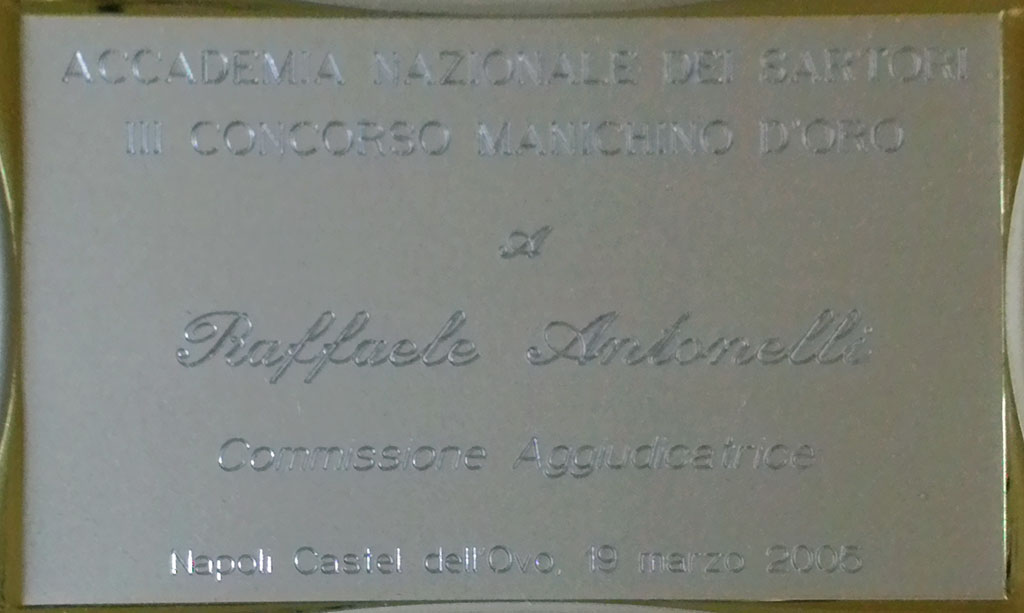 ACCADEMIA NAZIONALE DEI SARTORI
III CONCORSO MANICHINO D'ORO
A
Raffaele Antonelli
Commissione Aggiudicatrice
Napoli Castel dell'Ovo, 19 marzo 2005